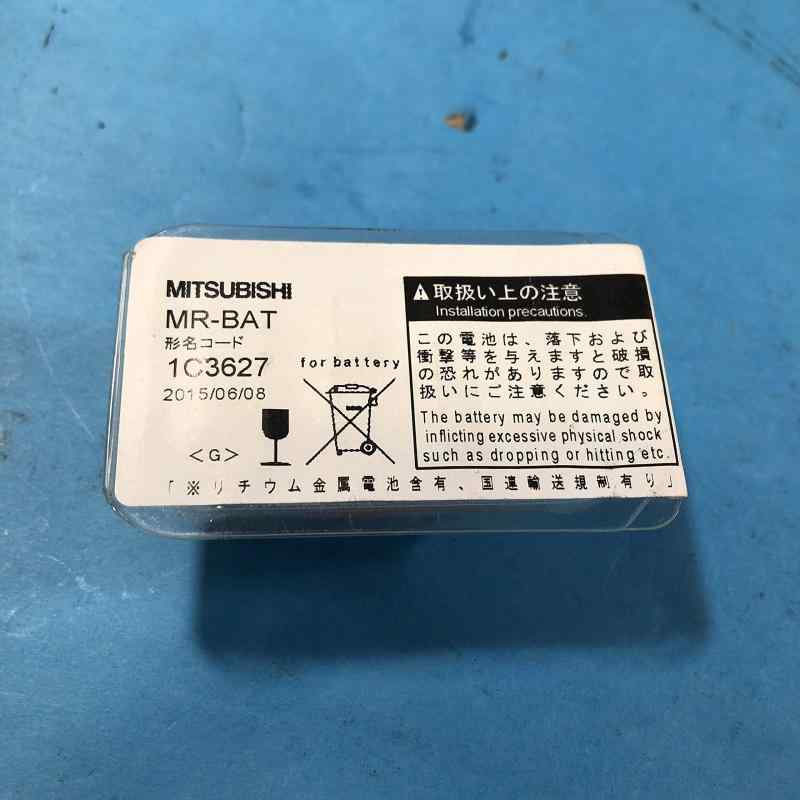 MITSUBISHI
MR-BAT
形名コード
1C3627
2015/06/08
for battery
<G>
⚠取扱い上の注意
Installation precautions.
この電池は、落下および
衝撃等を与えますと破損
の恐れがありますので取
扱いにご注意ください。
The battery may be damaged by
inflicting excessive physical shock
such as dropping or hitting etc.
「※リチウム金属電池含有、国連輸送規制有り」